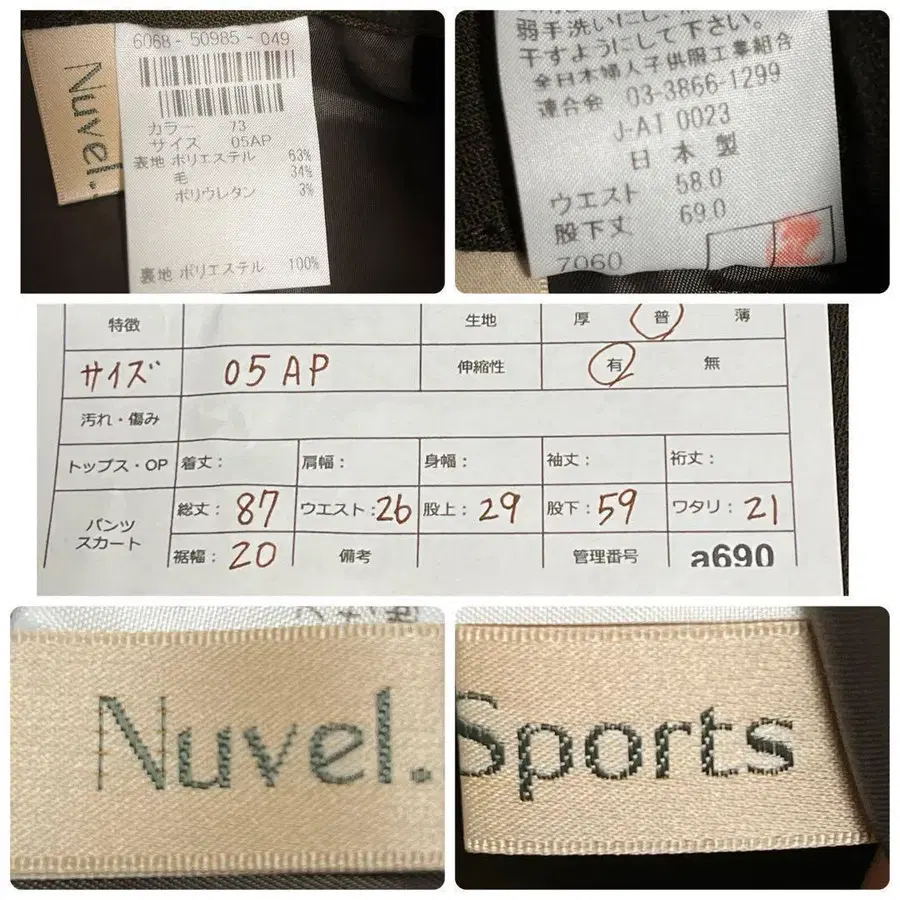 6068-50985-049
Nuvel.
カラー 73
サイズ 05AP
表地 ポリエステル 63%
毛 34%
ポリウレタン 3%
裏地 ポリエステル 100%
弱手洗いにし、
干すようにして下さい。
全日本婦人子供服工業組合
連合会 03-3866-1299
J-A1 0023
日本製
ウエスト 58.0
股下丈 69.0
7060
特徴 生地 厚 普 薄
サイズ 05AP 伸縮性 有 無
汚れ・傷み
トップス・OP 着丈: 肩幅: 身幅: 袖丈: 裄丈:
パンツ スカート 総丈: 87 ウエスト: 26 股上: 29 股下: 59 ワタリ: 21
裾幅: 20 備考 管理番号 a690
Nuvel.
Sports